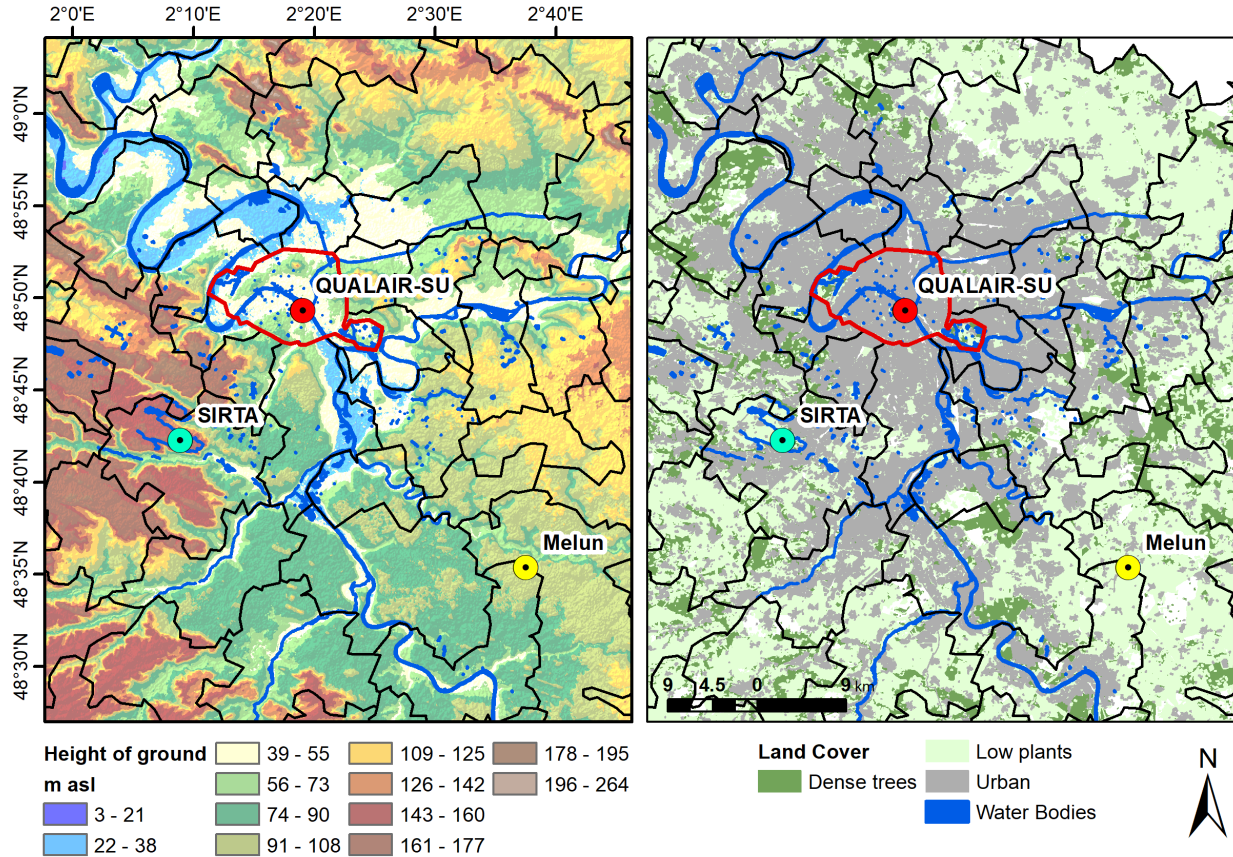 2°0'E 2°10'E 2°20'E 2°30'E 2°40'E
49°0'N
48°55'N
48°50'N
48°45'N
48°40'N
48°35'N
48°30'N
QUALAIR-SU
SIRTA
Melun
QUALAIR-SU
SIRTA
Melun
9 4.5 0 9 km
Height of ground
m asl
3 - 21
22 - 38
39 - 55
56 - 73
74 - 90
91 - 108
109 - 125
126 - 142
143 - 160
161 - 177
178 - 195
196 - 264
Land Cover
Dense trees
Low plants
Urban
Water Bodies
N